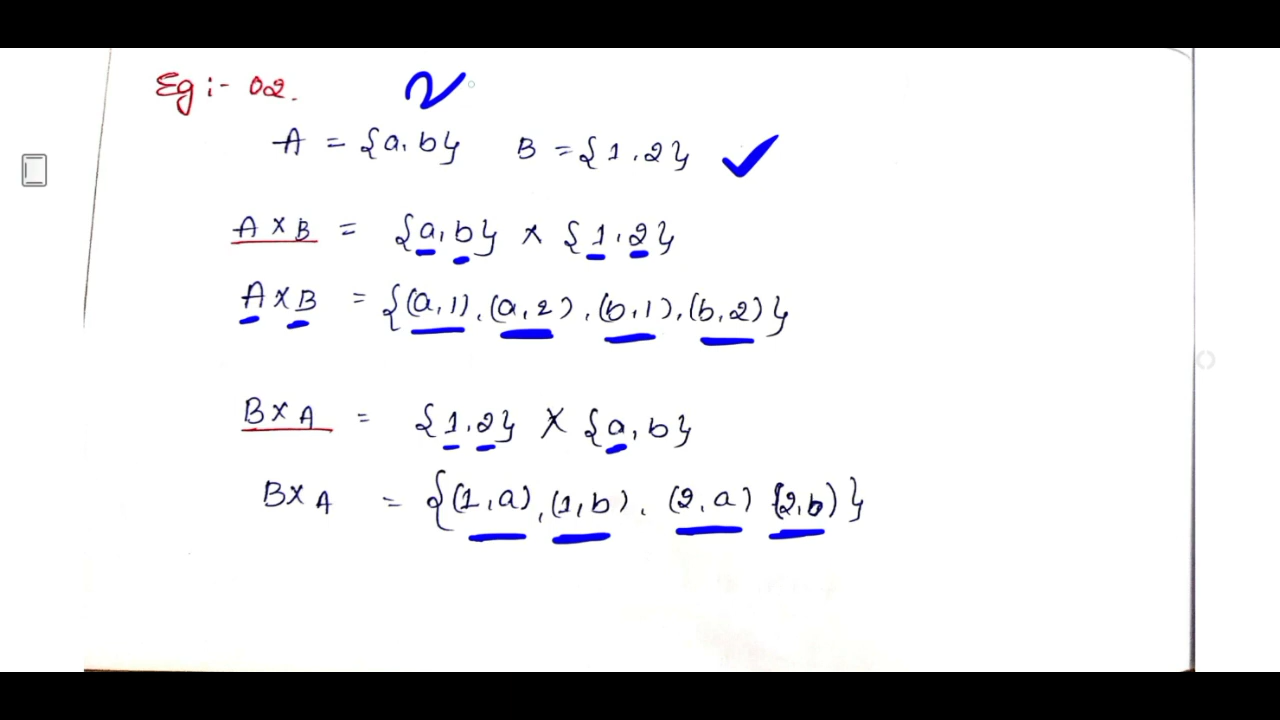 Eg :- 02.
A = {a, b} B = {1, 2}
A × B = {a, b} × {1, 2}
A × B = {(a, 1), (a, 2), (b, 1), (b, 2)}
B × A = {1, 2} × {a, b}
B × A = {(1, a), (1, b), (2, a) (2, b)}